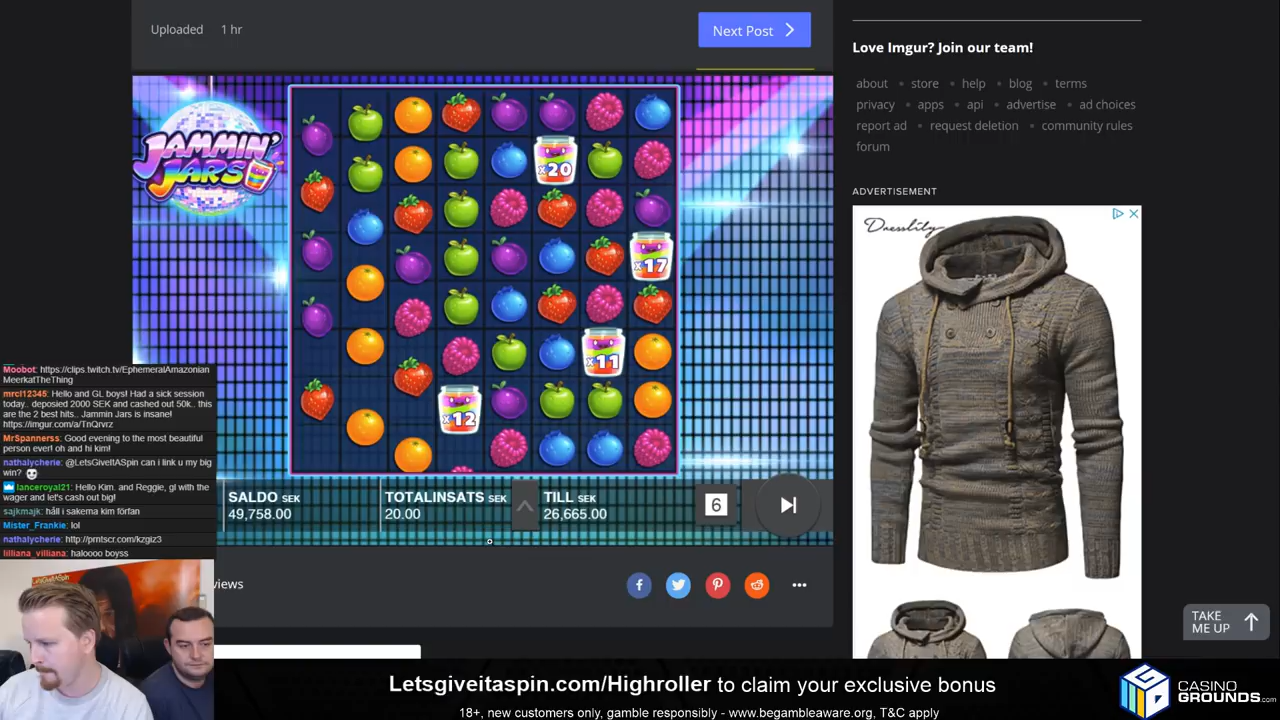 Uploaded 1 hr
Next Post
Love Imgur? Join our team!
about • store • help • blog • terms
privacy • apps • api • advertise • ad choices
report ad • request deletion • community rules
forum
ADVERTISEMENT
Dresslily
JAMMIN'
JARS
x20
x17
x11
x12
SALDO SEK
49,758.00
TOTALINSATS SEK
20.00
TILL SEK
26,665.00
6
Moobot: https://clips.twitch.tv/EphemeralAmazonian
MeerkatTheThing
mrcl12345: Hello and GL boys! Had a sick session
today.. deposied 2000 SEK and cashed out 50k.. this
are the 2 best hits.. Jammin Jars is insane!
https://imgur.com/a/TnQrvrz
MrSpannerss: Good evening to the most beautiful
person ever! oh and hi kim!
nathalycherie: @LetsGiveItASpin can i link u my big
win?
lanceroyal21: Hello Kim. and Reggie, gl with the
wager and let's cash out big!
sajkmajk: håll i sakema kim förfan
Mister_Frankie: lol
nathalycherie: http://prntscr.com/kzgiz3
lilliana_villiana: haloooo boyss
LetsGiveItASpin
views
TAKE
ME UP
Letsgiveitaspin.com/Highroller to claim your exclusive bonus
18+, new customers only, gamble responsibly - www.begambleaware.org, T&C apply
CASINO
GROUNDS.com